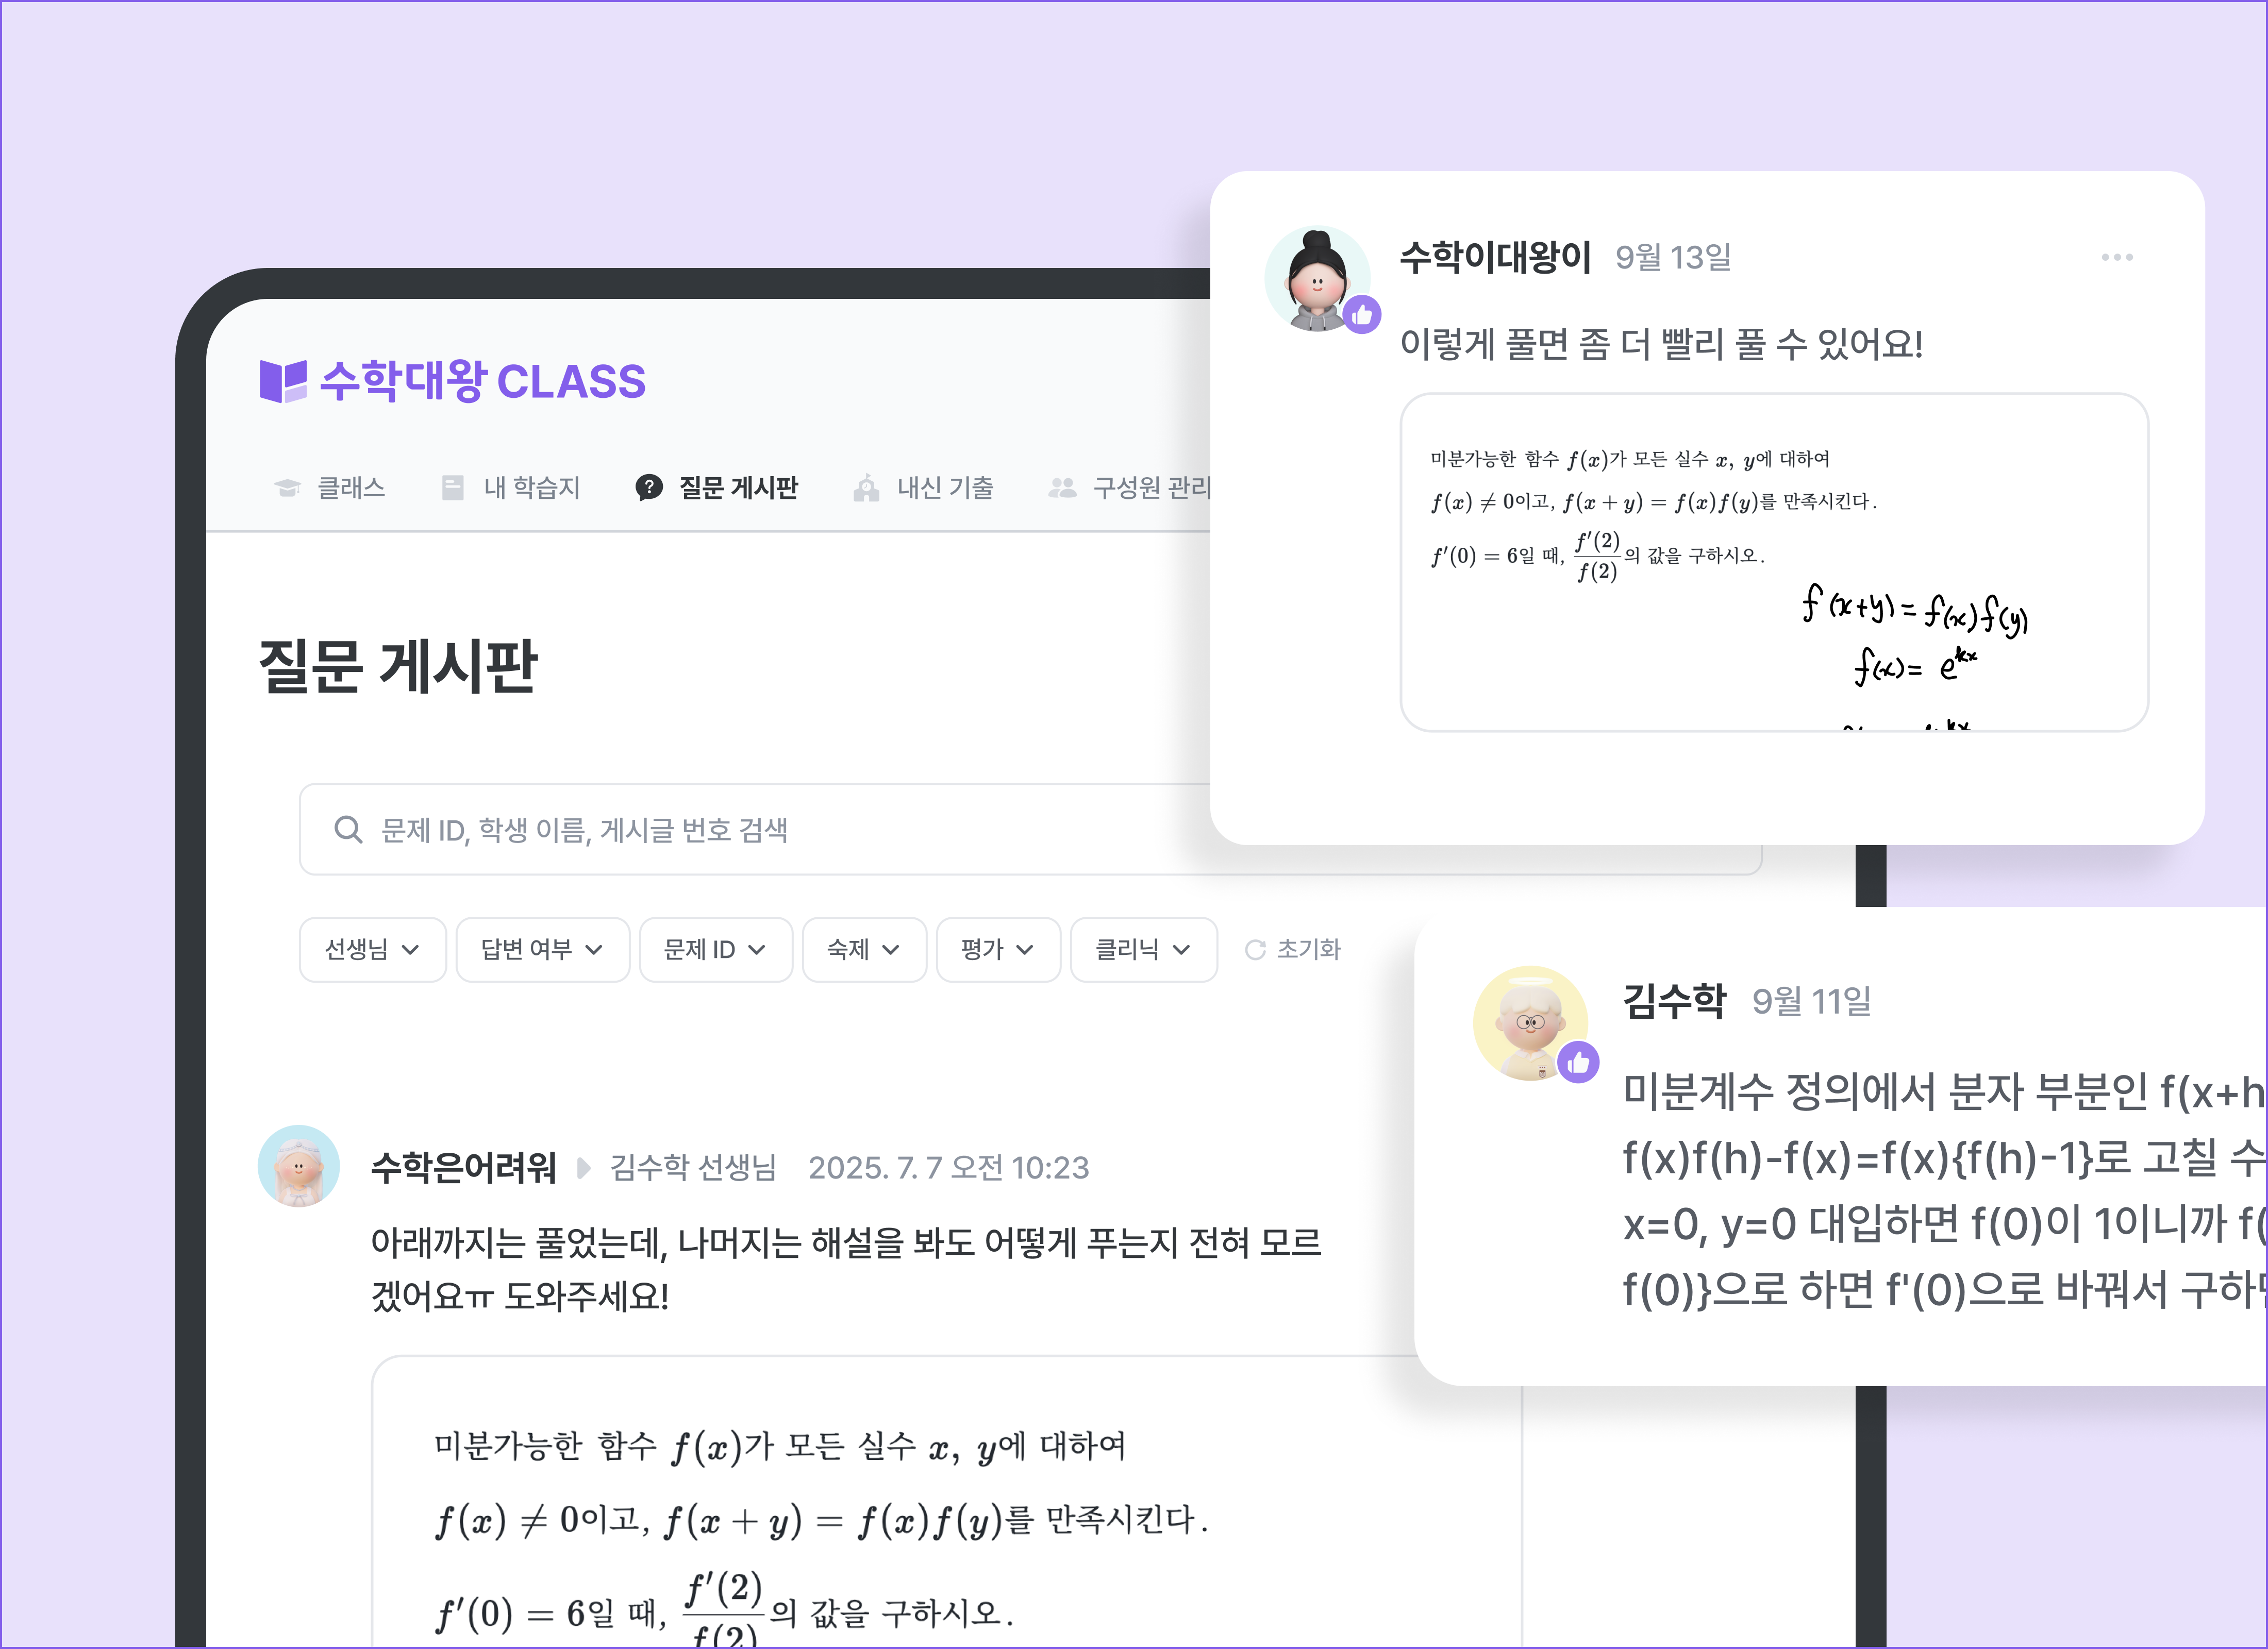 수학대왕 CLASS
클래스 내 학습지 질문 게시판 내신 기출 구성원 관리
질문 게시판
문제 ID, 학생 이름, 게시글 번호 검색
선생님 답변 여부 문제 ID 숙제 평가 클리닉 초기화
수학은어려워 김수학 선생님 2025. 7. 7 오전 10:23
아래까지는 풀었는데, 나머지는 해설을 봐도 어떻게 푸는지 전혀 모르
겠어요ㅠ 도와주세요!
미분가능한 함수 f(x)가 모든 실수 x, y에 대하여
f(x) ≠ 0이고, f(x + y) = f(x)f(y)를 만족시킨다.
f′(0) = 6일 때, f′(2)/f(2)의 값을 구하시오.
수학이대왕이 9월 13일
이렇게 풀면 좀 더 빨리 풀 수 있어요!
미분가능한 함수 f(x)가 모든 실수 x, y에 대하여
f(x) ≠ 0이고, f(x + y) = f(x)f(y)를 만족시킨다.
f′(0) = 6일 때, f′(2)/f(2)의 값을 구하시오.
f(x+y) = f(x)f(y)
f(x) = e^kx
김수학 9월 11일
미분계수 정의에서 분자 부분인 f(x+h
f(x)f(h)-f(x)=f(x){f(h)-1}로 고칠 수
x=0, y=0 대입하면 f(0)이 1이니까 f(
f(0)}으로 하면 f'(0)으로 바꿔서 구하